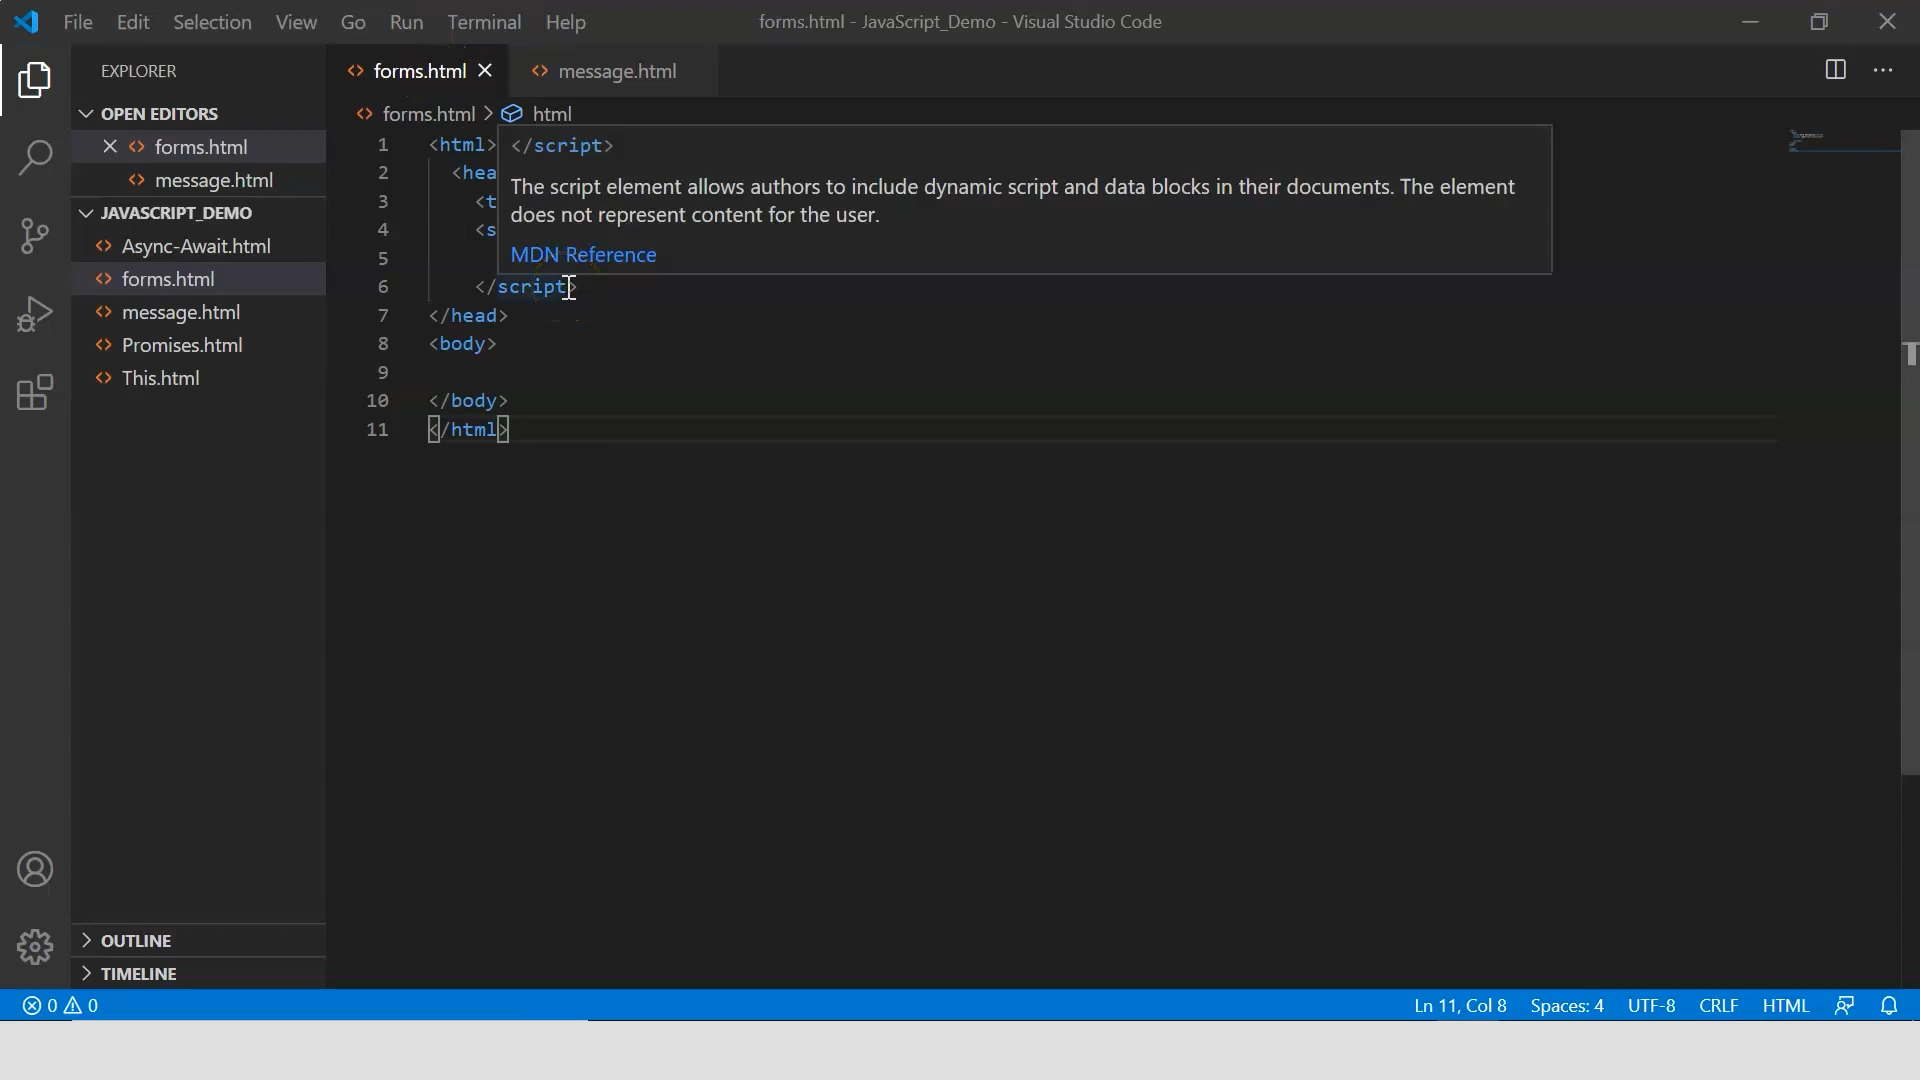 File Edit Selection View Go Run Terminal Help
forms.html - JavaScript_Demo - Visual Studio Code
EXPLORER
OPEN EDITORS
forms.html
message.html
JAVASCRIPT_DEMO
Async-Await.html
forms.html
message.html
Promises.html
This.html
OUTLINE
TIMELINE
forms.html message.html
forms.html > html
1 <html>
2 <hea
3 <t
4 <s
5
6 </script>
7 </head>
8 <body>
9
10 </body>
11 </html>
</script>
The script element allows authors to include dynamic script and data blocks in their documents. The element
does not represent content for the user.
MDN Reference
0 0 Ln 11, Col 8 Spaces: 4 UTF-8 CRLF HTML